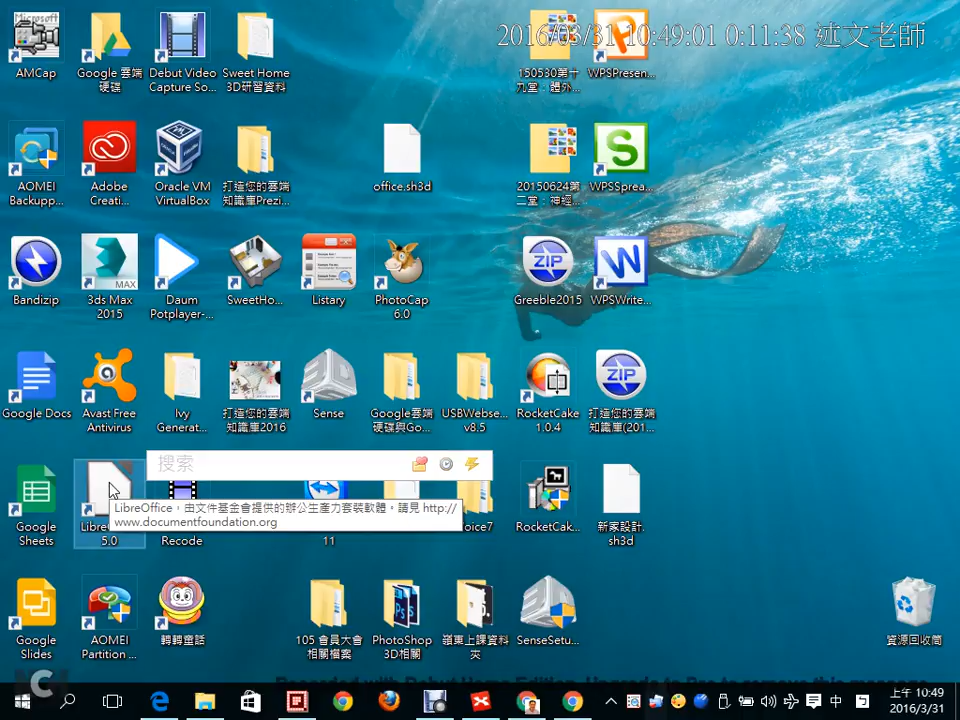 2016/03/31 10:49:01 0:11:38 述文老師
Microsoft
AMCap
Google 雲端
硬碟
Debut Video
Capture So...
Sweet Home
3D研習資料
150530第十
九堂：體外...
WPSPresen...
AOMEI
Backupp...
Adobe
Creati...
Oracle VM
VirtualBox
打造您的雲端
知識庫Prezi...
office.sh3d
20150624第
二堂：神經...
WPSSprea...
Bandizip
MAX
3ds Max
2015
Daum
Potplayer-...
SweetHo...
Listary
PhotoCap
6.0
ZIP
Greeble2015
WPSWrite...
Google Docs
Avast Free
Antivirus
Ivy
Generat...
打造您的雲端
知識庫2016
Sense
Google雲端
硬碟與Go...
USBWebse...
v8.5
RocketCake
1.0.4
ZIP
打造您的雲端
知識庫(201...
搜索
Google
Sheets
5.0
LibreOffice，由文件基金會提供的辦公生產力套裝軟體。請見 http://
www.documentfoundation.org
Recode
11
RocketCak...
新家設計.
sh3d
Google
Slides
AOMEI
Partition ...
轉轉童話
105 會員大會
相關檔案
PhotoShop
3D相關
嶺東上課資料
夾
SenseSetu...
資源回收筒
中
上午 10:49
2016/3/31